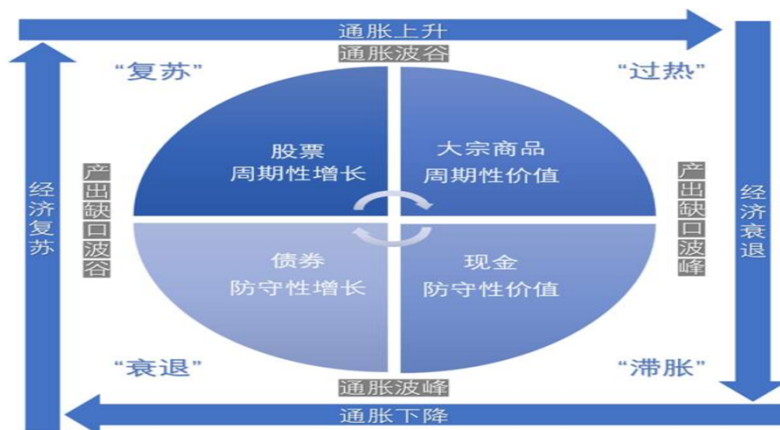 通胀上升
通胀波谷
“复苏”
“过热”
股票
周期性增长
大宗商品
周期性价值
经济复苏
产出缺口波谷
产出缺口波峰
经济衰退
债券
防守性增长
现金
防守性价值
“衰退”
“滞胀”
通胀波峰
通胀下降